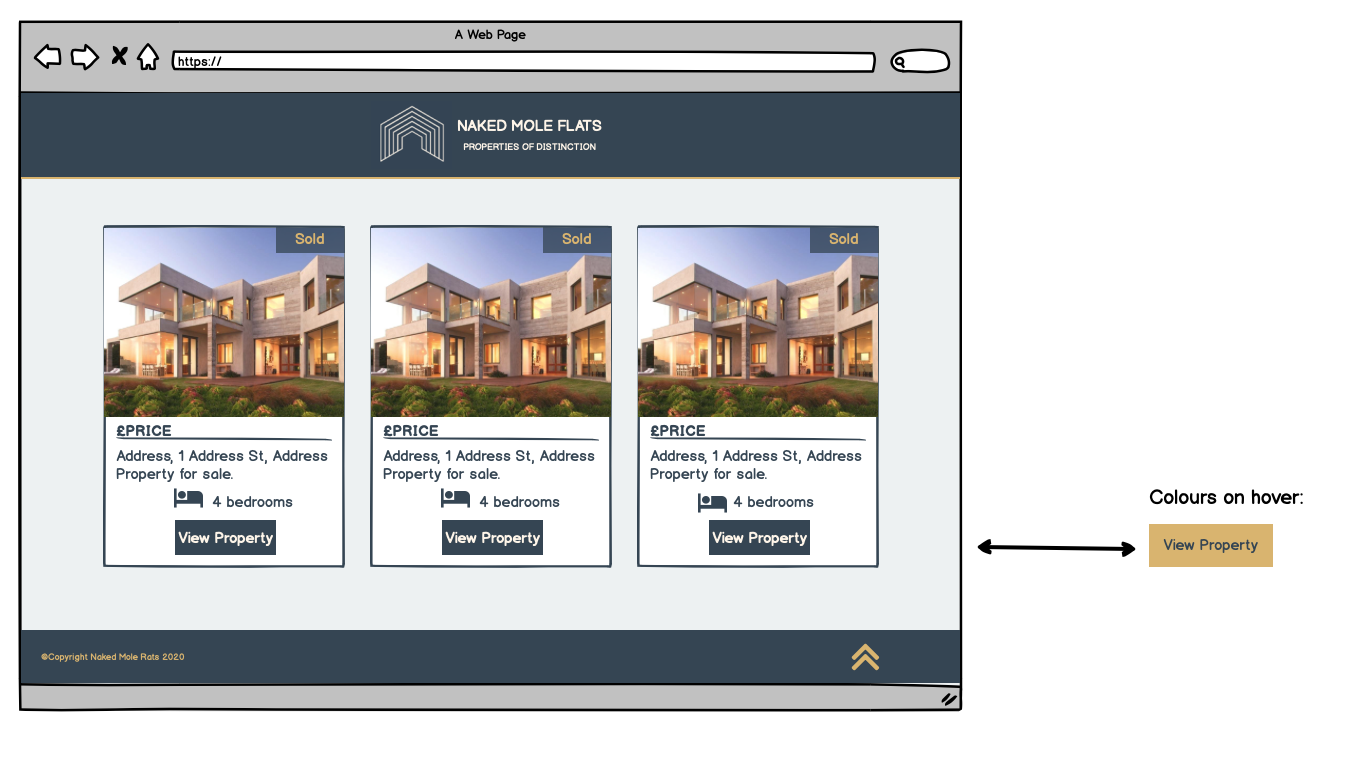 A Web Page
https://
NAKED MOLE FLATS
PROPERTIES OF DISTINCTION
Sold
£PRICE
Address, 1 Address St, Address
Property for sale.
4 bedrooms
View Property
Sold
£PRICE
Address, 1 Address St, Address
Property for sale.
4 bedrooms
View Property
Sold
£PRICE
Address, 1 Address St, Address
Property for sale.
4 bedrooms
View Property
Colours on hover:
View Property
©Copyright Naked Mole Rats 2020